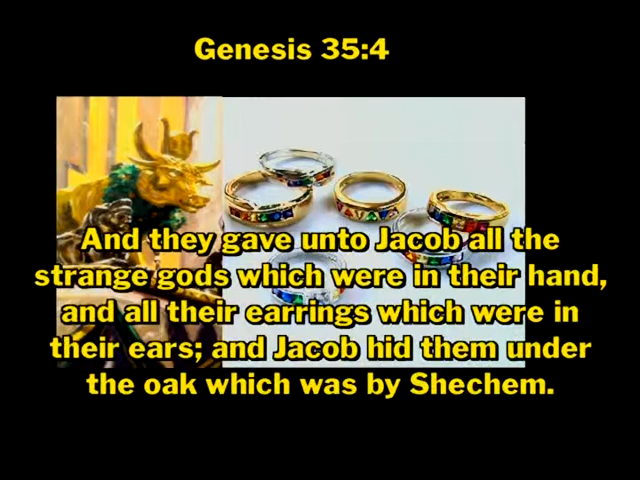 Genesis 35:4
And they gave unto Jacob all the
strange gods which were in their hand,
and all their earrings which were in
their ears; and Jacob hid them under
the oak which was by Shechem.